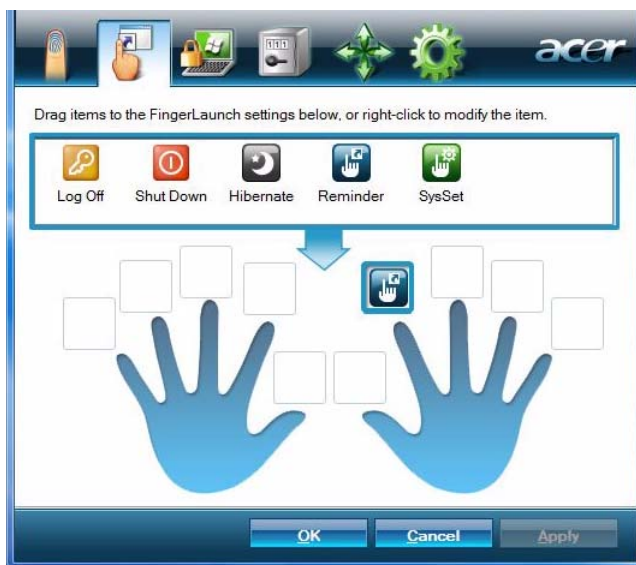 111
acer
Drag items to the FingerLaunch settings below, or right-click to modify the item.
Log Off Shut Down Hibernate Reminder SysSet
OK Cancel Apply